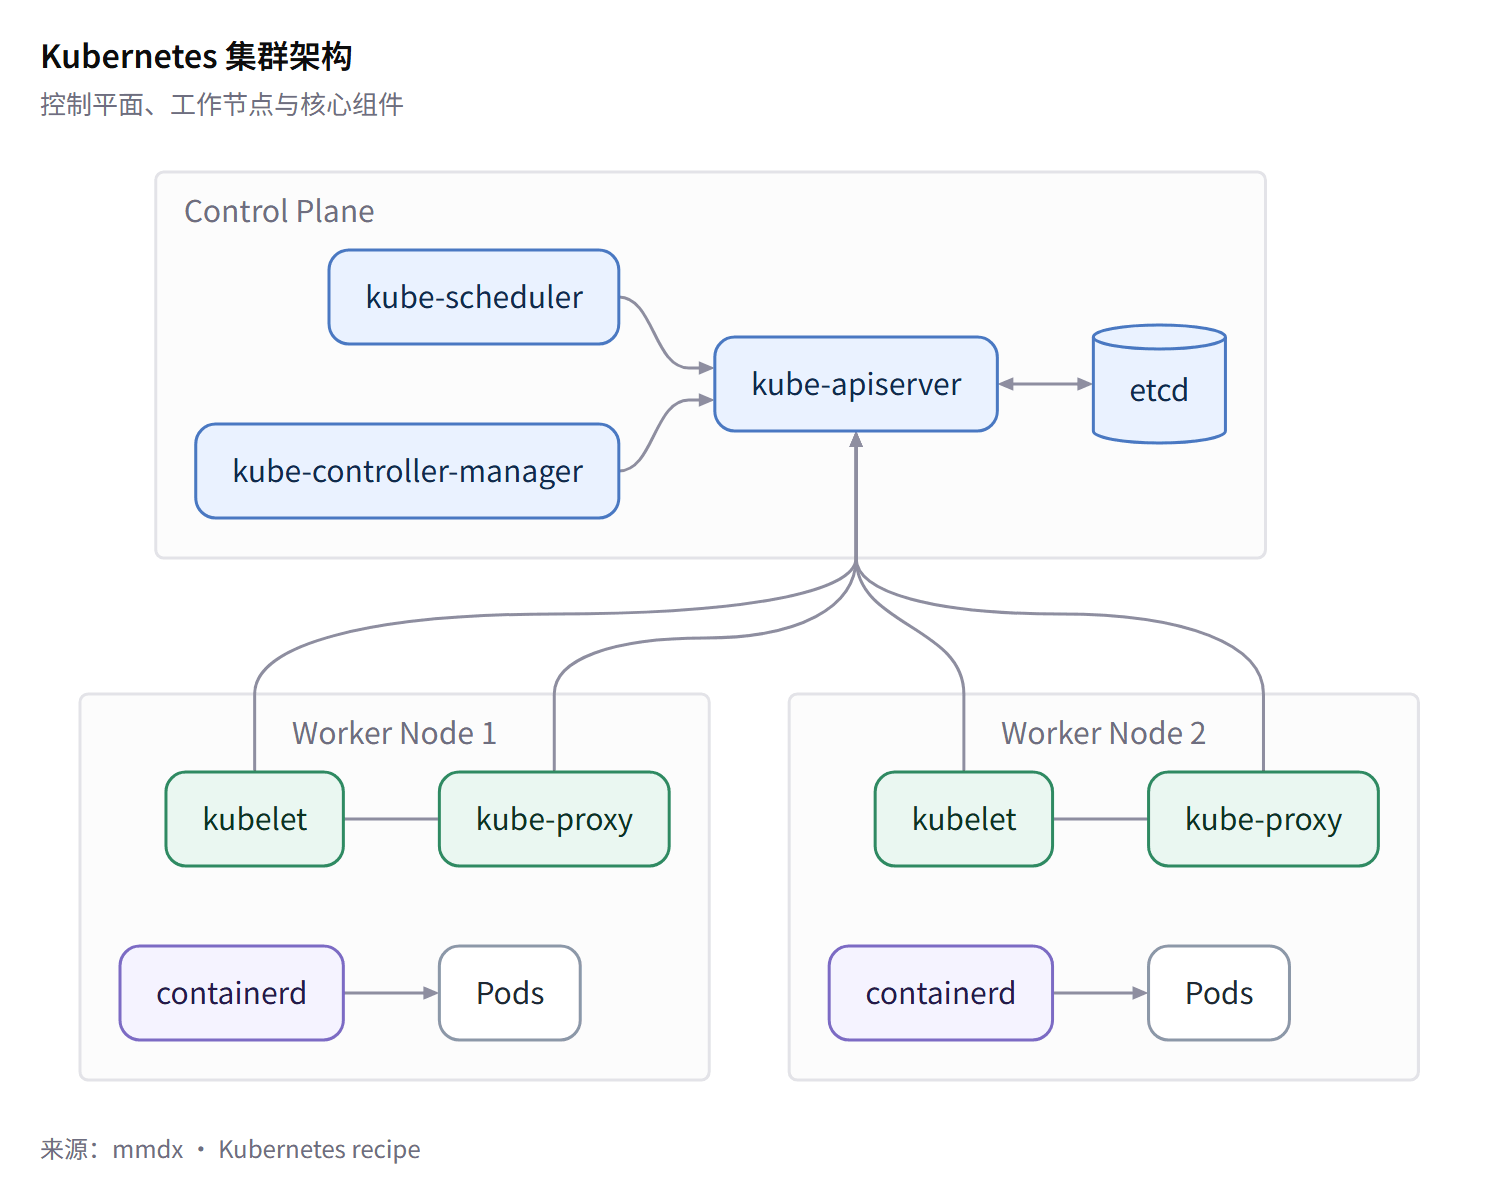 Kubernetes 集群架构
控制平面、工作节点与核心组件
Control Plane
kube-scheduler
kube-apiserver
etcd
kube-controller-manager
Worker Node 1
kubelet
kube-proxy
containerd
Pods
Worker Node 2
kubelet
kube-proxy
containerd
Pods
来源：mmdx • Kubernetes recipe